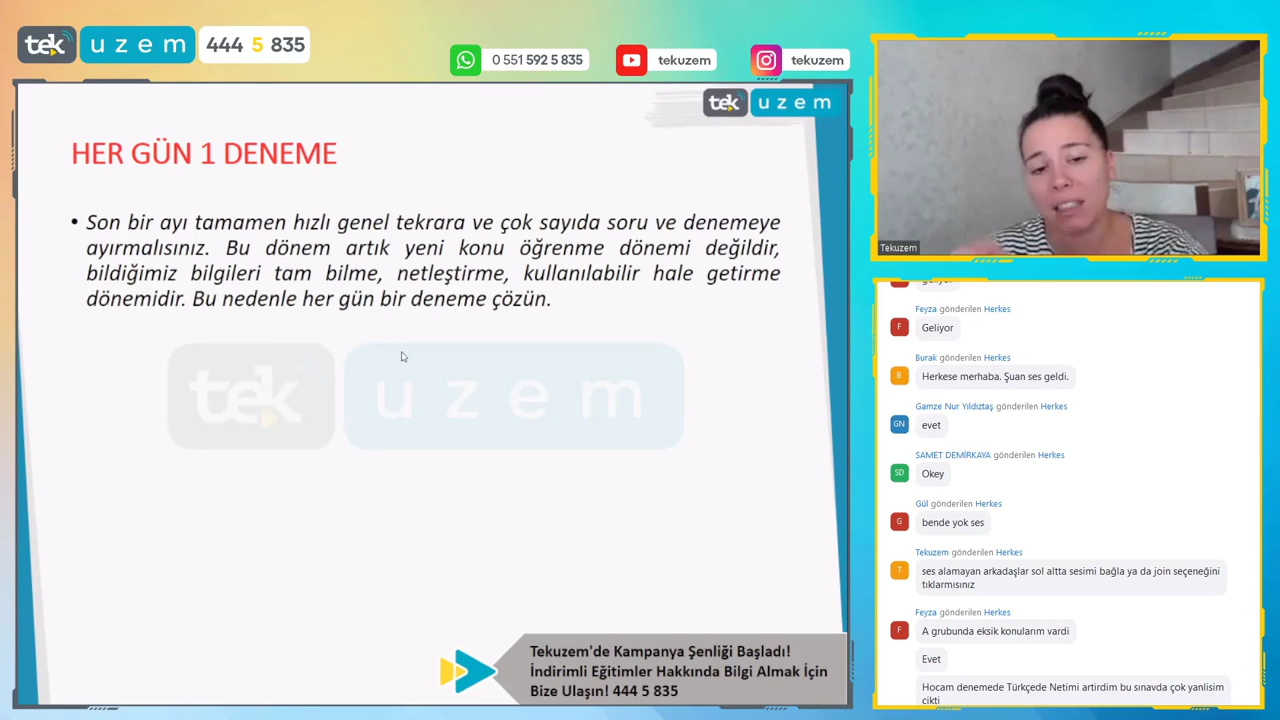 tek uzem 444 5 835
0 551 592 5 835
tekuzem
tekuzem
tek uzem
HER GÜN 1 DENEME
• Son bir ayı tamamen hızlı genel tekrara ve çok sayıda soru ve denemeye
ayırmalısınız. Bu dönem artık yeni konu öğrenme dönemi değildir,
bildiğimiz bilgileri tam bilme, netleştirme, kullanılabilir hale getirme
dönemidir. Bu nedenle her gün bir deneme çözün.
tek uzem
Tekuzem'de Kampanya Şenliği Başladı!
İndirimli Eğitimler Hakkında Bilgi Almak İçin
Bize Ulaşın! 444 5 835
Tekuzem
Feyza gönderilen Herkes
F
Geliyor
Burak gönderilen Herkes
B
Herkese merhaba. Şuan ses geldi.
Gamze Nur Yıldıztaş gönderilen Herkes
GN
evet
SAMET DEMİRKAYA gönderilen Herkes
SD
Okey
Gül gönderilen Herkes
G
bende yok ses
Tekuzem gönderilen Herkes
T
ses alamayan arkadaşlar sol altta sesimi bağla ya da join seçeneğini
tıklarmısınız
Feyza gönderilen Herkes
F
A grubunda eksik konularım vardi
Evet
Hocam denemede Türkçede Netimi artirdim bu sınavda çok yanlisim
cikti